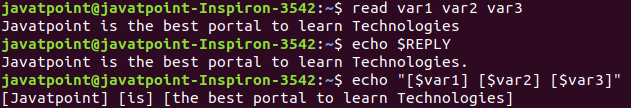 javatpoint@javatpoint-Inspiron-3542:~$ read var1 var2 var3
Javatpoint is the best portal to learn Technologies
javatpoint@javatpoint-Inspiron-3542:~$ echo $REPLY
Javatpoint is the best portal to learn Technologies.
javatpoint@javatpoint-Inspiron-3542:~$ echo "[$var1] [$var2] [$var3]"
[Javatpoint] [is] [the best portal to learn Technologies]